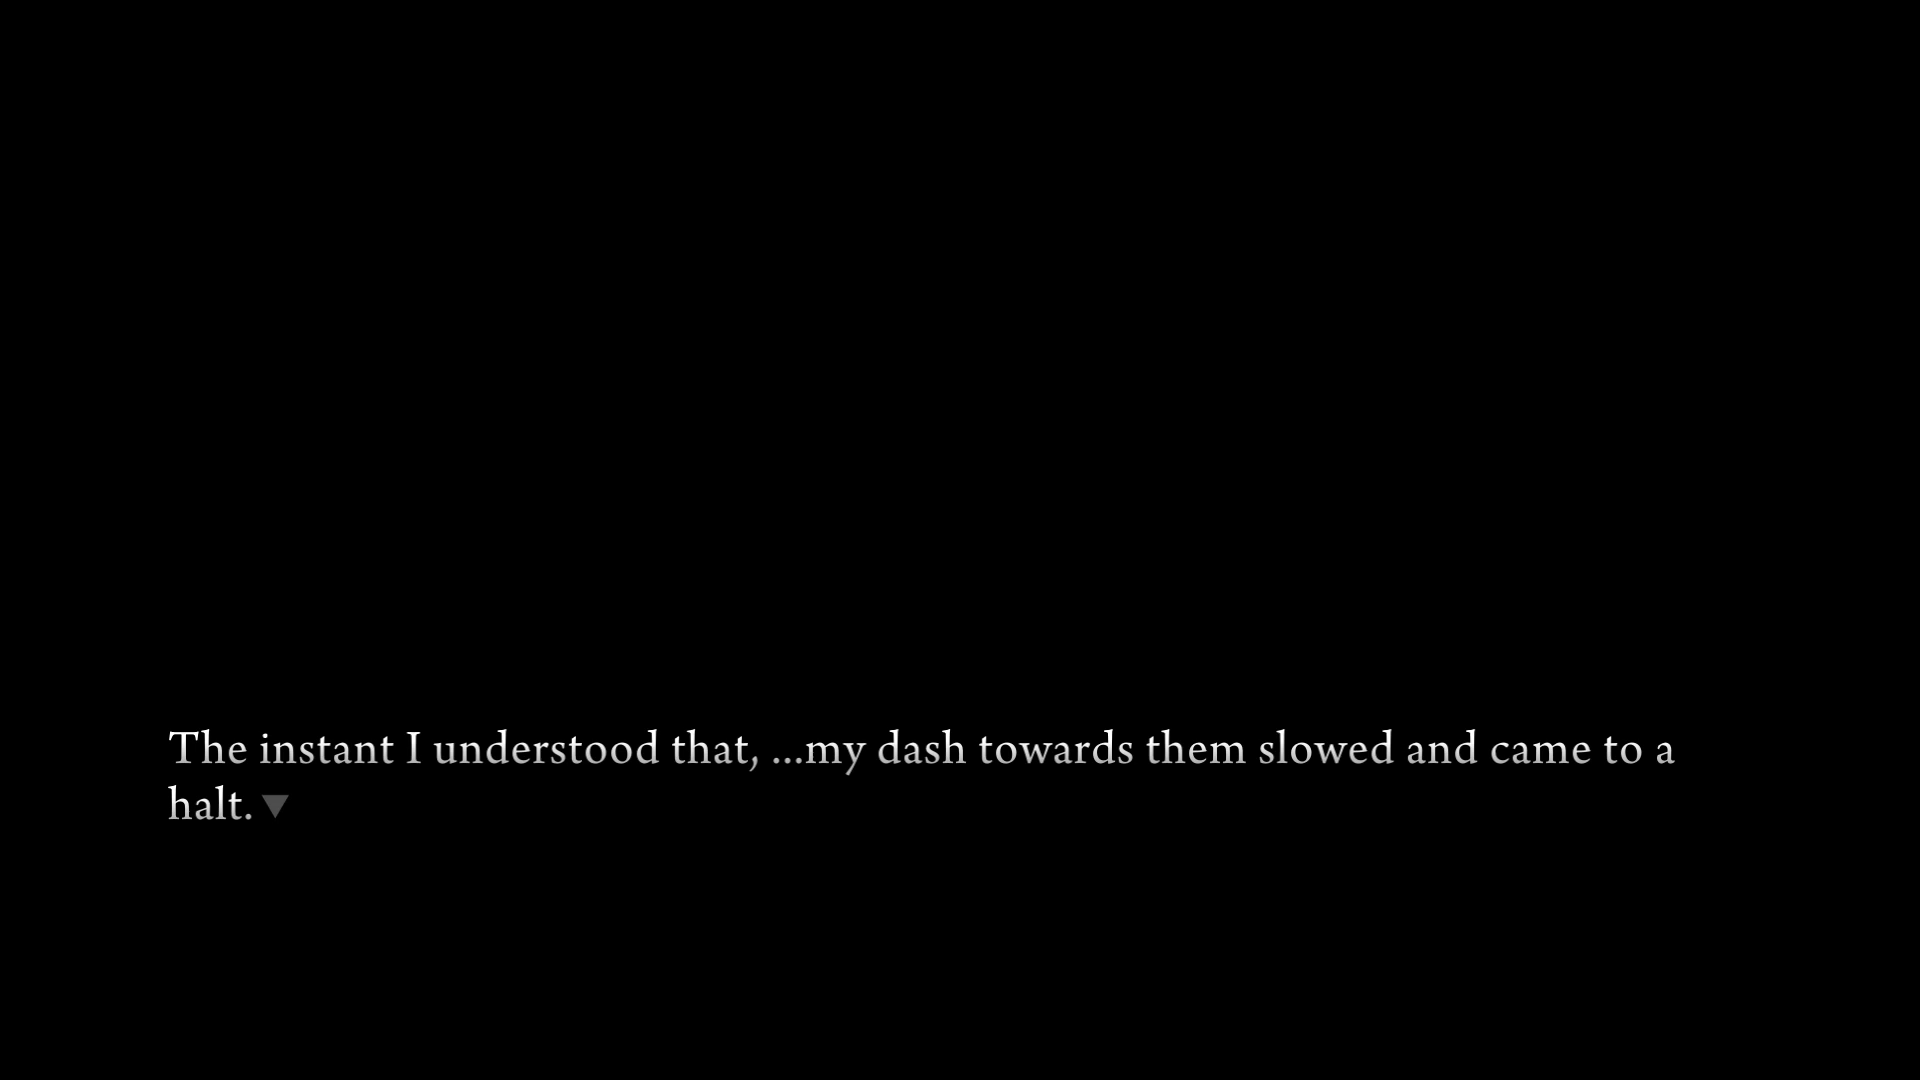 The instant I understood that, ...my dash towards them slowed and came to a
halt.